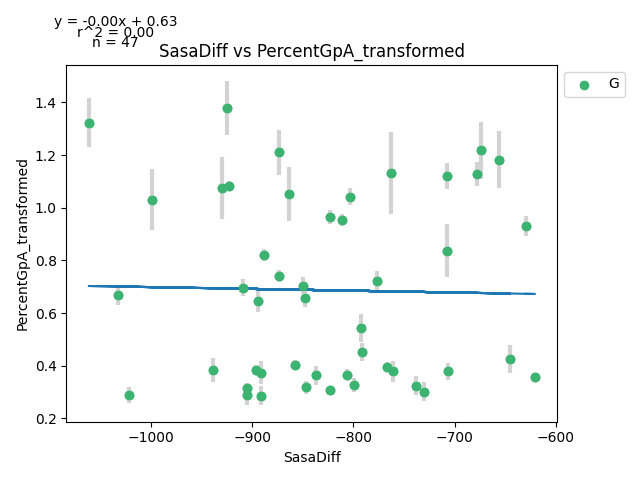 y = -0.00x + 0.63
r^2 = 0.00
n = 47
SasaDiff vs PercentGpA_transformed
G
PercentGpA_transformed
1.4
1.2
1.0
0.8
0.6
0.4
0.2
−1000
−900
−800
−700
−600
SasaDiff